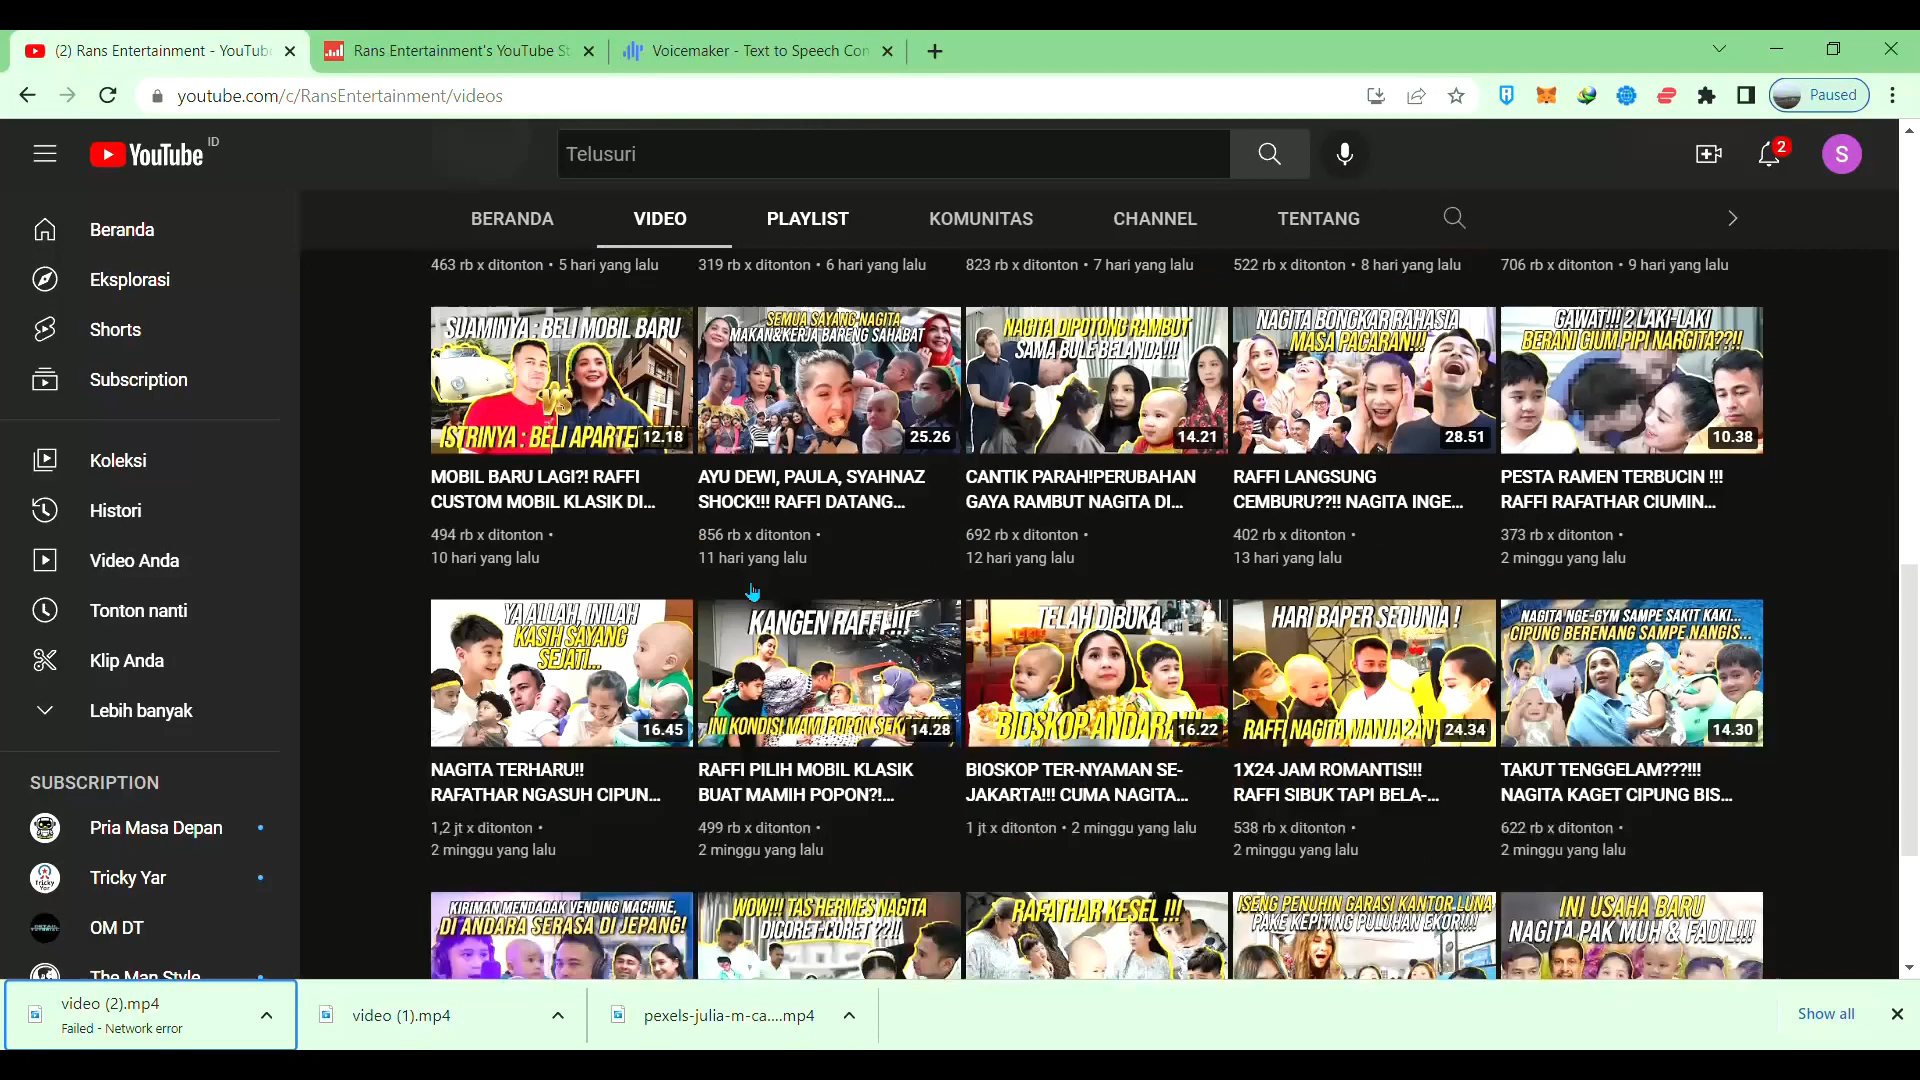 (2) Rans Entertainment - YouTube
Rans Entertainment's YouTube St
Voicemaker - Text to Speech Con
youtube.com/c/RansEntertainment/videos
Paused
YouTube ID
Telusuri
2
S
BERANDA VIDEO PLAYLIST KOMUNITAS CHANNEL TENTANG
Beranda
Eksplorasi
Shorts
Subscription
Koleksi
Histori
Video Anda
Tonton nanti
Klip Anda
Lebih banyak
SUBSCRIPTION
Pria Masa Depan
Tricky Yar
OM DT
The Man Style
463 rb x ditonton • 5 hari yang lalu
319 rb x ditonton • 6 hari yang lalu
823 rb x ditonton • 7 hari yang lalu
522 rb x ditonton • 8 hari yang lalu
706 rb x ditonton • 9 hari yang lalu
SUAMINYA : BELI MOBIL BARU
VS
ISTRINYA : BELI APARTE
12.18
MOBIL BARU LAGI?! RAFFI
CUSTOM MOBIL KLASIK DI...
494 rb x ditonton •
10 hari yang lalu
SEMUA SAYANG NAGITA
MAKAN&KERJA BARENG SAHABAT
25.26
AYU DEWI, PAULA, SYAHNAZ
SHOCK!!! RAFFI DATANG...
856 rb x ditonton •
11 hari yang lalu
NAGITA DIPOTONG RAMBUT
SAMA BULE BELANDA!!!
14.21
CANTIK PARAH!PERUBAHAN
GAYA RAMBUT NAGITA DI...
692 rb x ditonton •
12 hari yang lalu
NAGITA BONGKAR RAHASIA
MASA PACARAN!!!
28.51
RAFFI LANGSUNG
CEMBURU??!! NAGITA INGE...
402 rb x ditonton •
13 hari yang lalu
GAWAT!!! 2 LAKI-LAKI
BERANI CIUM PIPI NARGITA??!!
10.38
PESTA RAMEN TERBUCIN !!!
RAFFI RAFATHAR CIUMIN...
373 rb x ditonton •
2 minggu yang lalu
YA ALLAH, INILAH
KASIH SAYANG
SEJATI...
16.45
NAGITA TERHARU!!
RAFATHAR NGASUH CIPUN...
1,2 jt x ditonton •
2 minggu yang lalu
KANGEN RAFFI!!!
INI KONDISI MAMI POPON SEK
14.28
RAFFI PILIH MOBIL KLASIK
BUAT MAMIH POPON?!...
499 rb x ditonton •
2 minggu yang lalu
TELAH DIBUKA
BIOSKOP ANDARA!!!
16.22
BIOSKOP TER-NYAMAN SE-
JAKARTA!!! CUMA NAGITA...
1 jt x ditonton • 2 minggu yang lalu
HARI BAPER SEDUNIA !
RAFFI NAGITA MANJA2AN
24.34
1X24 JAM ROMANTIS!!!
RAFFI SIBUK TAPI BELA-...
538 rb x ditonton •
2 minggu yang lalu
NAGITA NGE-GYM SAMPE SAKIT KAKI...
CIPUNG BERENANG SAMPE NANGIS...
14.30
TAKUT TENGGELAM???!!!
NAGITA KAGET CIPUNG BIS...
622 rb x ditonton •
2 minggu yang lalu
KIRIMAN MENDADAK VENDING MACHINE,
DI ANDARA SERASA DI JEPANG!
WOW!!! TAS HERMES NAGITA
DICORET-CORET ??!!
RAFATHAR KESEL !!!
ISENG PENUHIN GARASI KANTOR LUNA
PAKE KEPITING PULUHAN EKOR!!!!
INI USAHA BARU
NAGITA PAK MUH & FADIL!!!
video (2).mp4
Failed - Network error
video (1).mp4
pexels-julia-m-ca....mp4
Show all